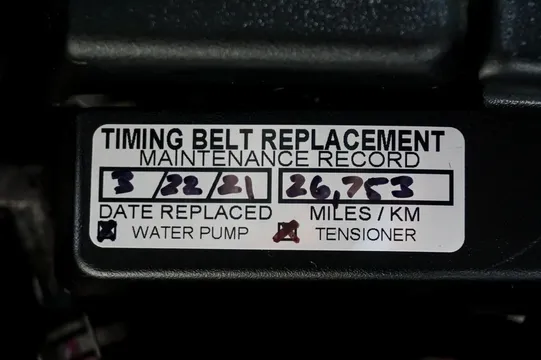 TIMING BELT REPLACEMENT
MAINTENANCE RECORD
3/22/21 26,753
DATE REPLACED MILES/KM
WATER PUMP TENSIONER